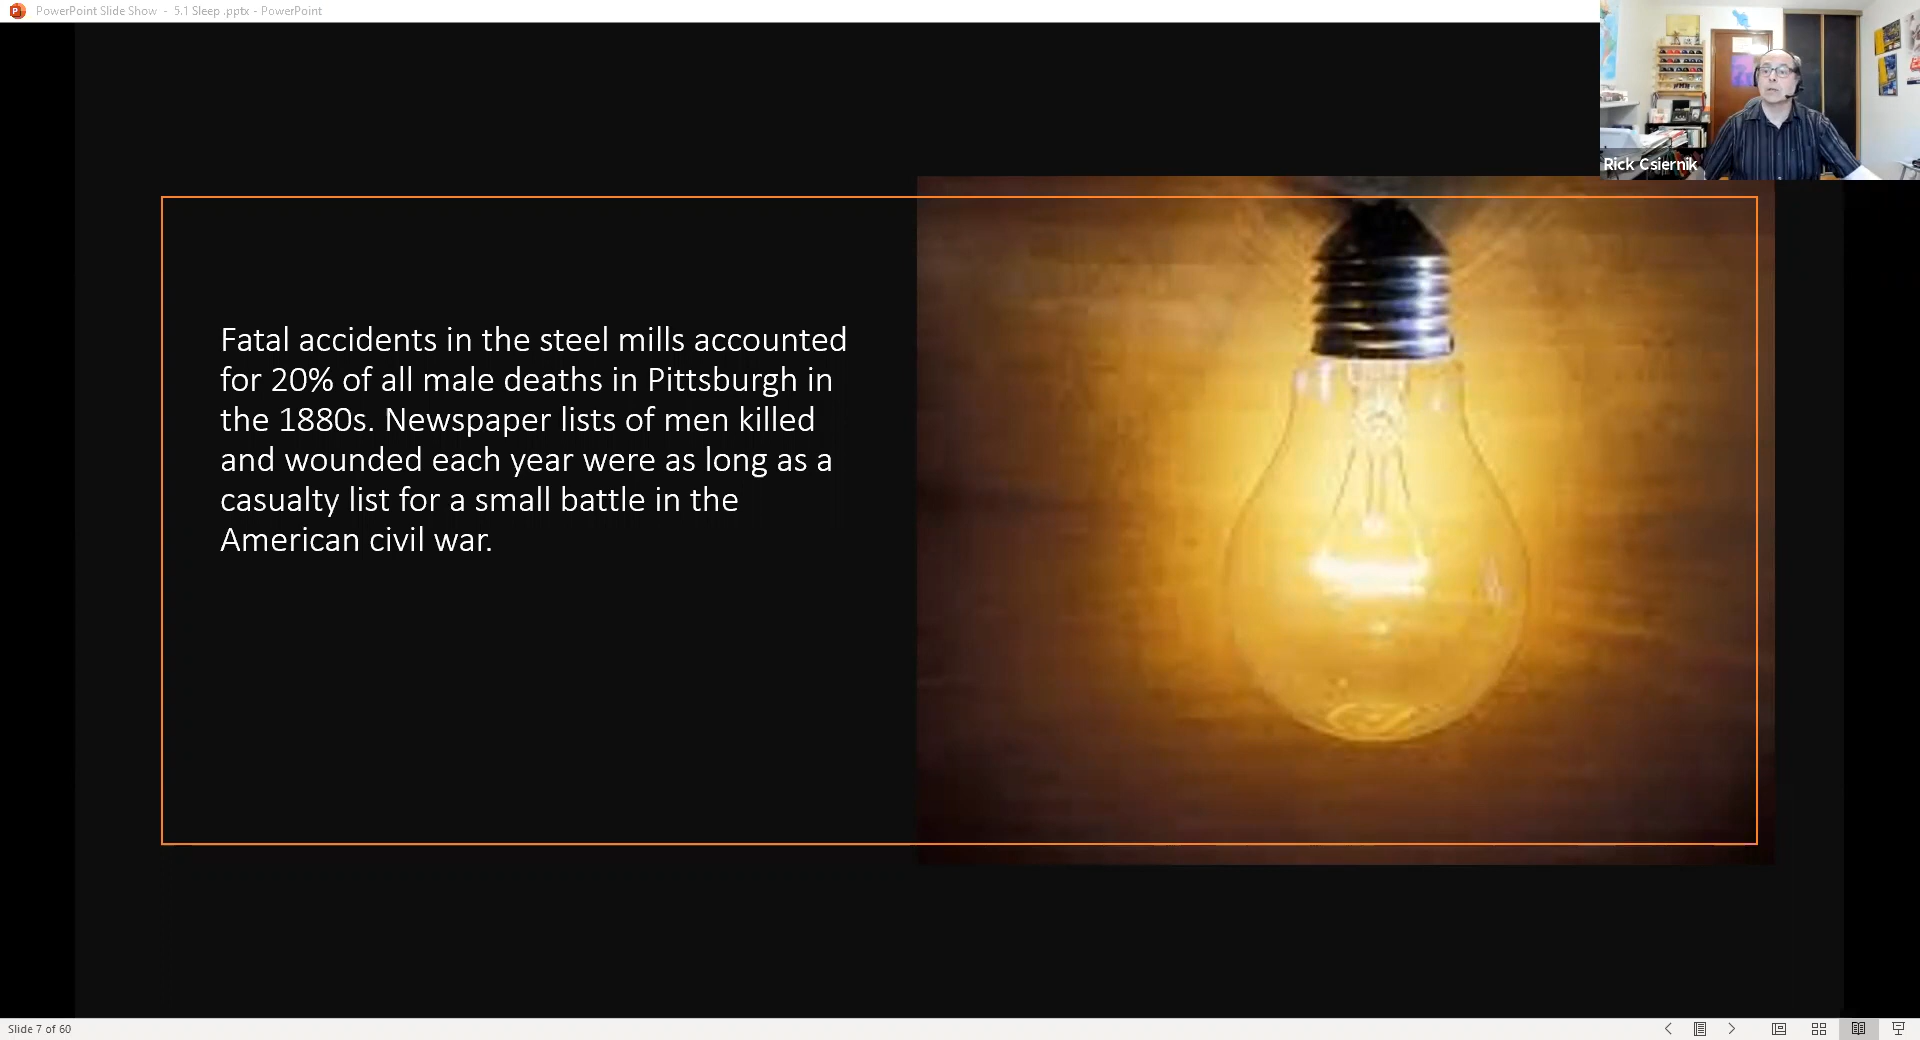 PowerPoint Slide Show - 5.1 Sleep .pptx - PowerPoint
Rick Csiernik
Fatal accidents in the steel mills accounted
for 20% of all male deaths in Pittsburgh in
the 1880s. Newspaper lists of men killed
and wounded each year were as long as a
casualty list for a small battle in the
American civil war.
Slide 7 of 60